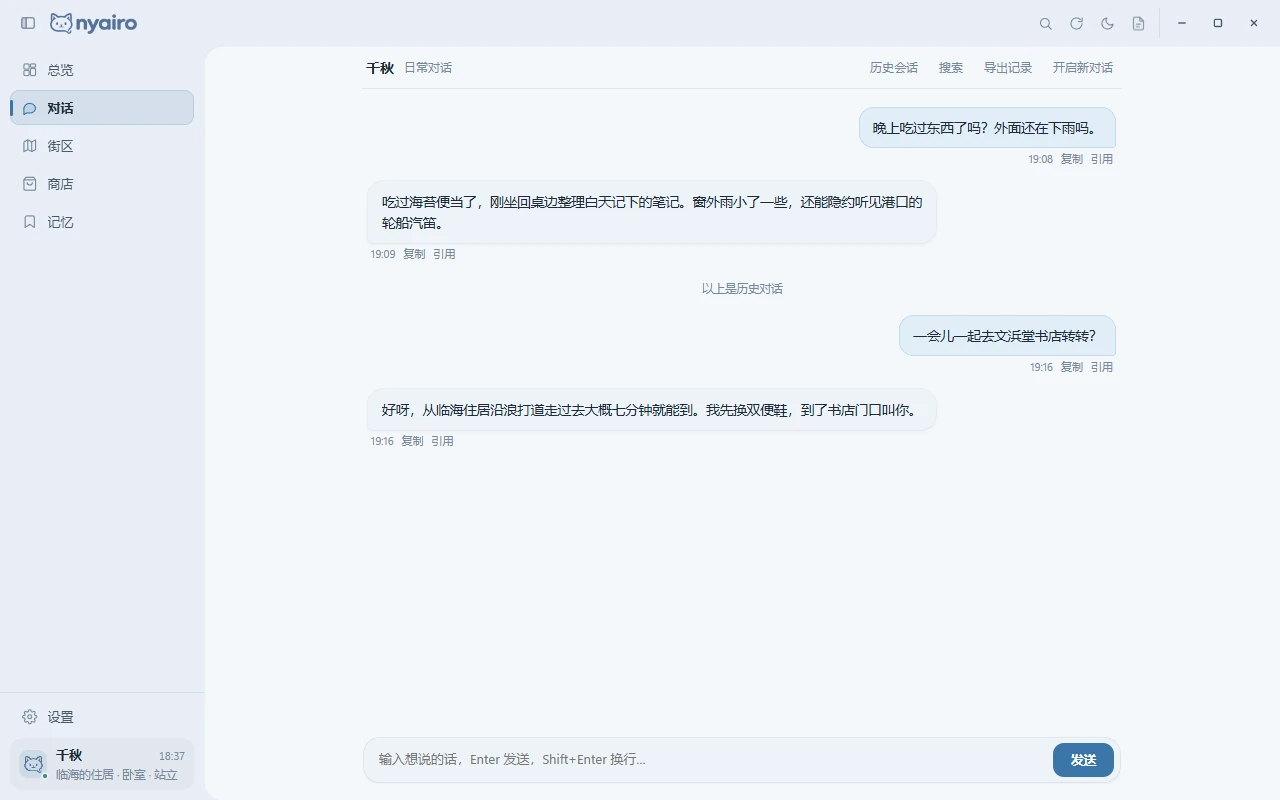 nyairo
总览
对话
街区
商店
记忆
设置
千秋 18:37
临海的住居 · 卧室 · 站立
千秋 日常对话 历史会话 搜索 导出记录 开启新对话
晚上吃过东西了吗？外面还在下雨吗。
19:08 复制 引用
吃过海苔便当了，刚坐回桌边整理白天记下的笔记。窗外雨小了一些，还能隐约听见港口的
轮船汽笛。
19:09 复制 引用
以上是历史对话
一会儿一起去文浜堂书店转转？
19:16 复制 引用
好呀，从临海住居沿浪打道走过去大概七分钟就能到。我先换双便鞋，到了书店门口叫你。
19:16 复制 引用
输入想说的话，Enter 发送，Shift+Enter 换行...
发送